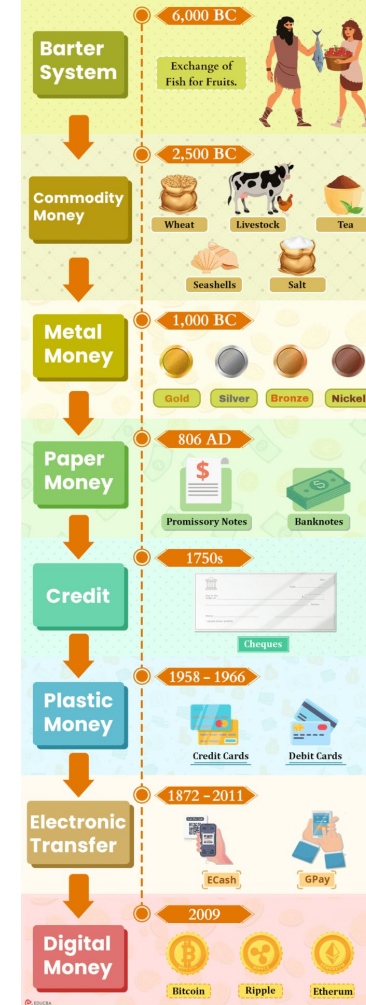 6,000 BC
Barter
System
Exchange of
Fish for Fruits.
2,500 BC
Commodity
Money
Wheat
Livestock
Tea
Seashells
Salt
1,000 BC
Metal
Money
Gold
Silver
Bronze
Nickel
806 AD
Paper
Money
$
Promissory Notes
$
Banknotes
1750s
Credit
Cheques
1958 – 1966
Plastic
Money
Credit Cards
Debit Cards
1872 – 2011
Electronic
Transfer
ECash
GPay
2009
Digital
Money
Bitcoin
Ripple
Etherum
EDUCBA